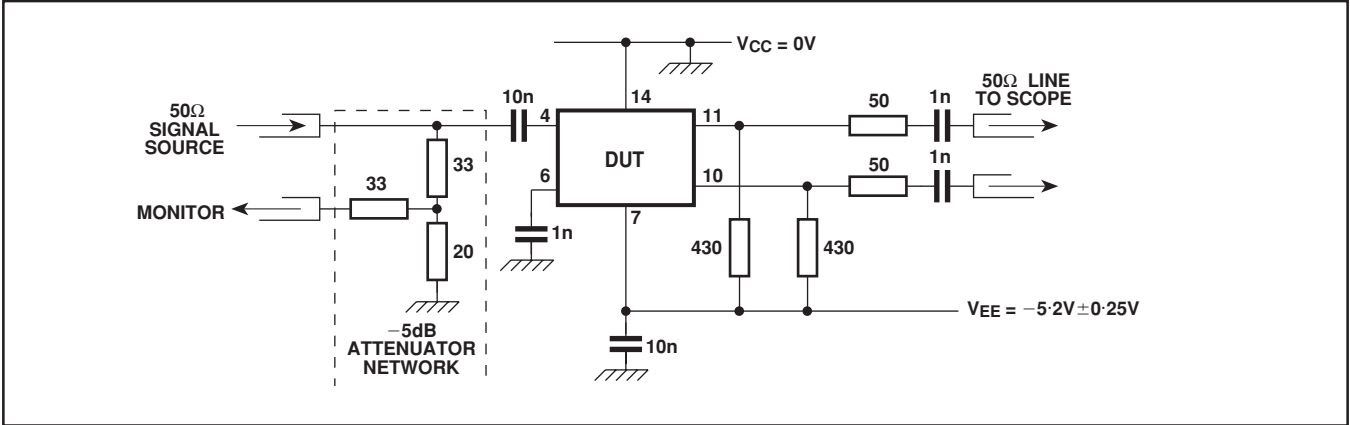 VCC = 0V
50Ω
SIGNAL
SOURCE
10n
4
14
11
50
1n
50Ω LINE
TO SCOPE
DUT
33
6
10
50
1n
MONITOR
33
1n
7
20
430
430
VEE = −5·2V±0·25V
−5dB
ATTENUATOR
NETWORK
10n